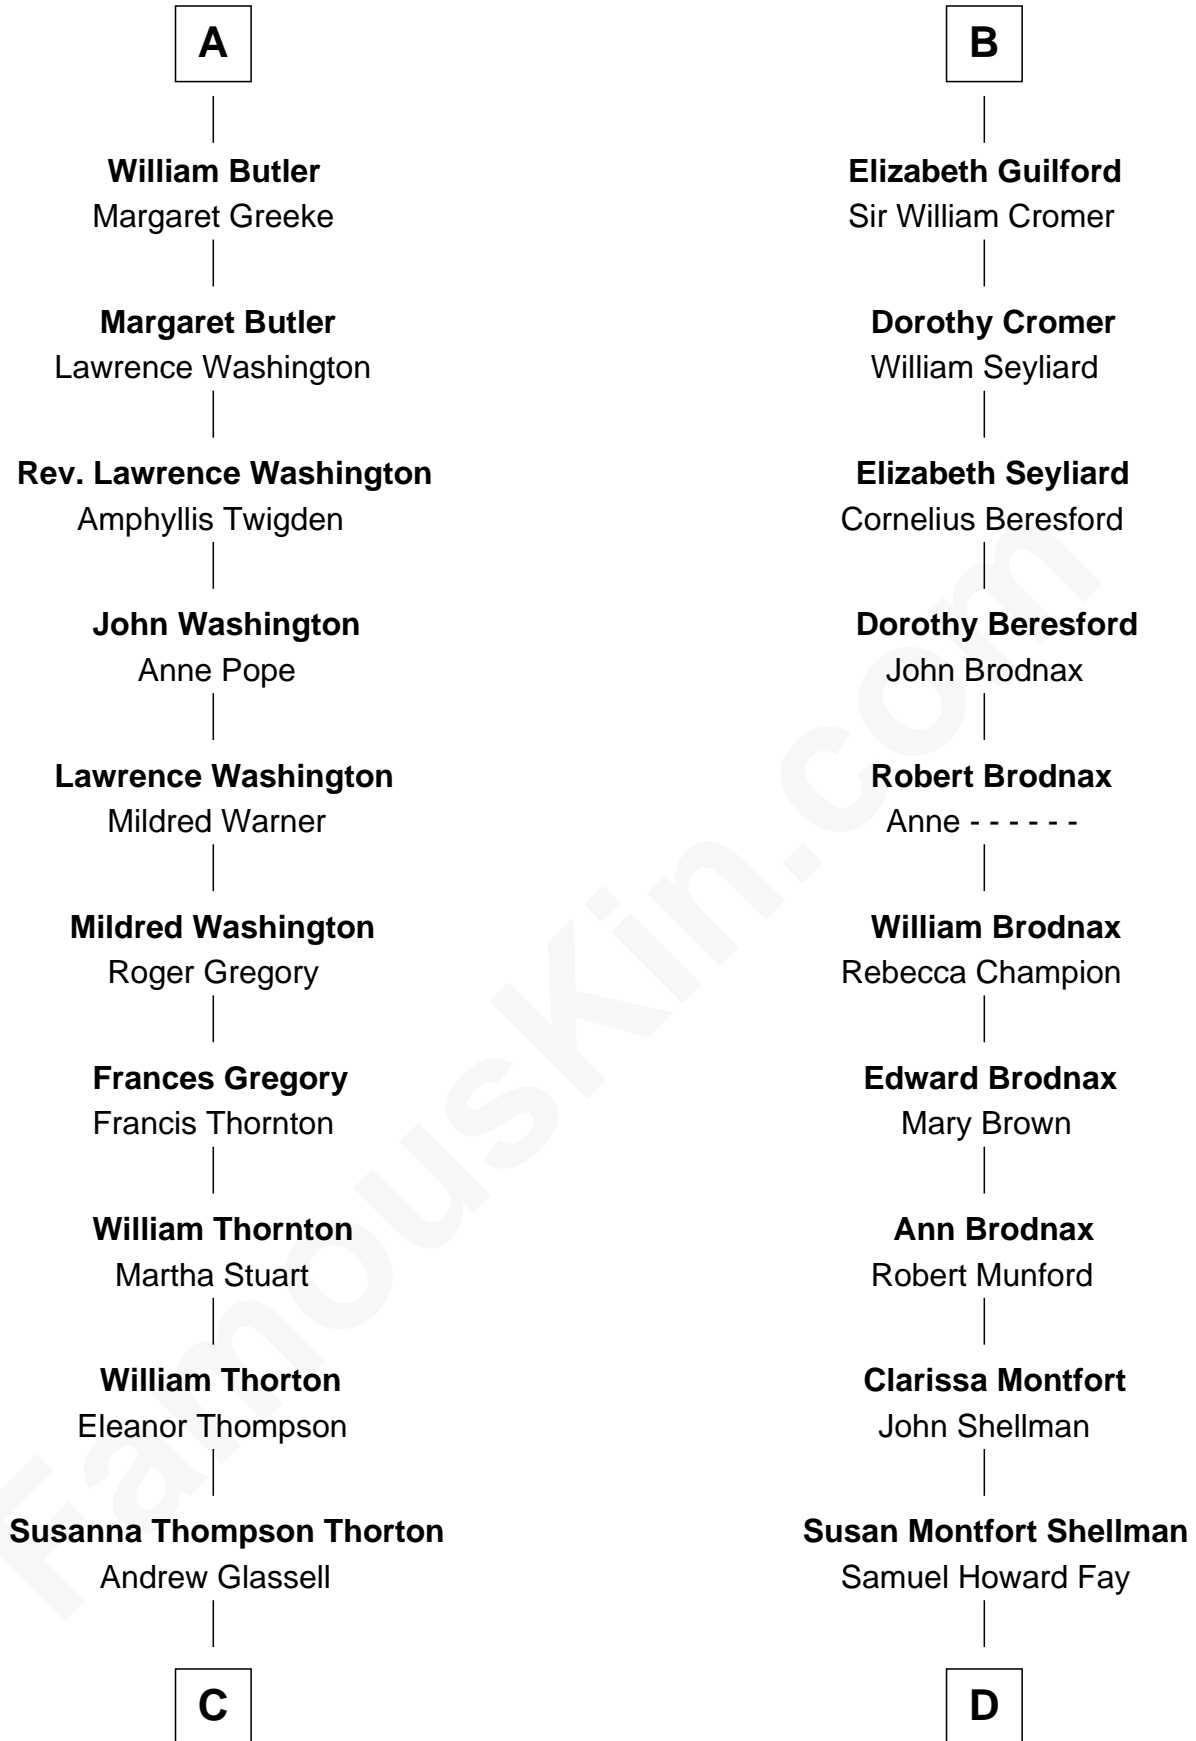 A
William Butler
Margaret Greeke
Margaret Butler
Lawrence Washington
Rev. Lawrence Washington
Amphyllis Twigden
John Washington
Anne Pope
Lawrence Washington
Mildred Warner
Mildred Washington
Roger Gregory
Frances Gregory
Francis Thornton
William Thornton
Martha Stuart
William Thorton
Eleanor Thompson
Susanna Thompson Thorton
Andrew Glassell
C
B
Elizabeth Guilford
Sir William Cromer
Dorothy Cromer
William Seyliard
Elizabeth Seyliard
Cornelius Beresford
Dorothy Beresford
John Brodnax
Robert Brodnax
Anne - - - - - -
William Brodnax
Rebecca Champion
Edward Brodnax
Mary Brown
Ann Brodnax
Robert Munford
Clarissa Montfort
John Shellman
Susan Montfort Shellman
Samuel Howard Fay
D
FamousKin.com